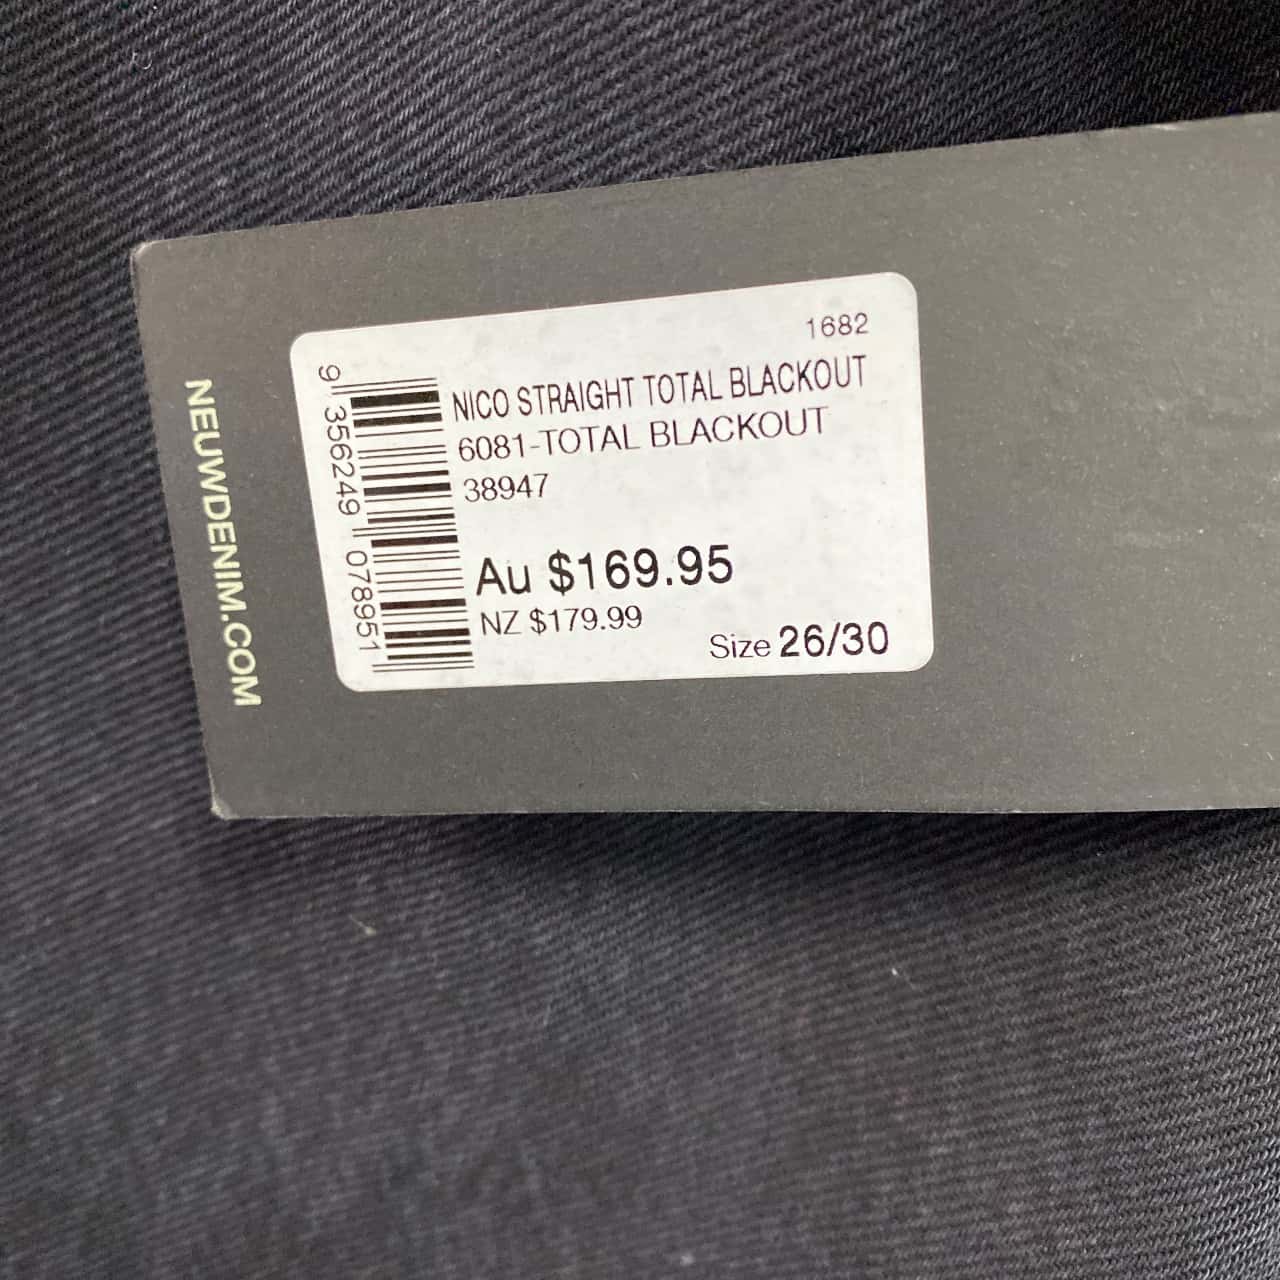 NEUWDENIM.COM
1682
NICO STRAIGHT TOTAL BLACKOUT
6081-TOTAL BLACKOUT
38947
Au $169.95
NZ $179.99
Size 26/30
9 356249 078951